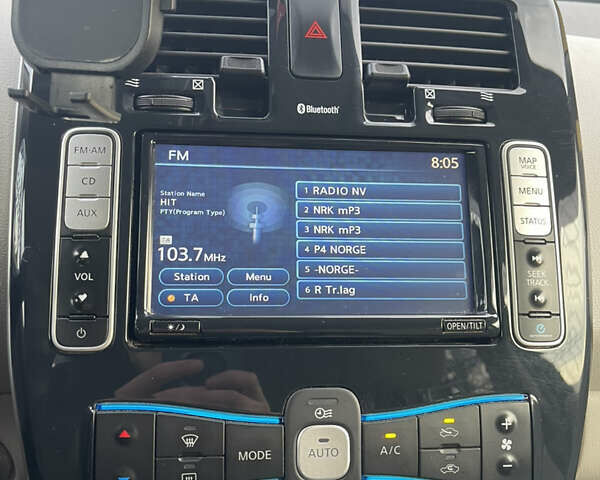 Bluetooth
FM
8:05
Station Name
HIT
PTY(Program Type)
TA
103.7MHz
1 RADIO NV
2 NRK mP3
3 NRK mP3
4 P4 NORGE
5 -NORGE-
6 R Tr.lag
Station
Menu
TA
Info
FM·AM
CD
AUX
VOL
MAP
VOICE
MENU
STATUS
SEEK
TRACK
OPEN/TILT
MODE
AUTO
A/C